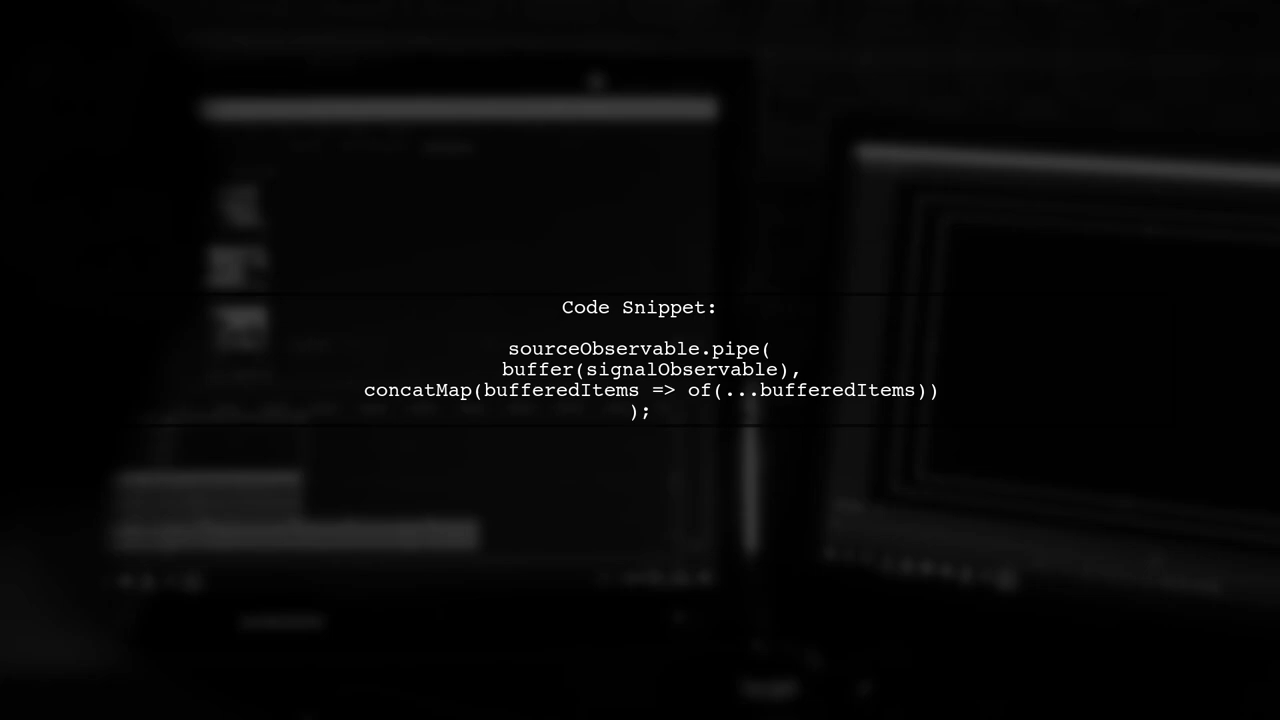 Code Snippet:
sourceObservable.pipe(
buffer(signalObservable),
concatMap(bufferedItems => of(...bufferedItems))
);